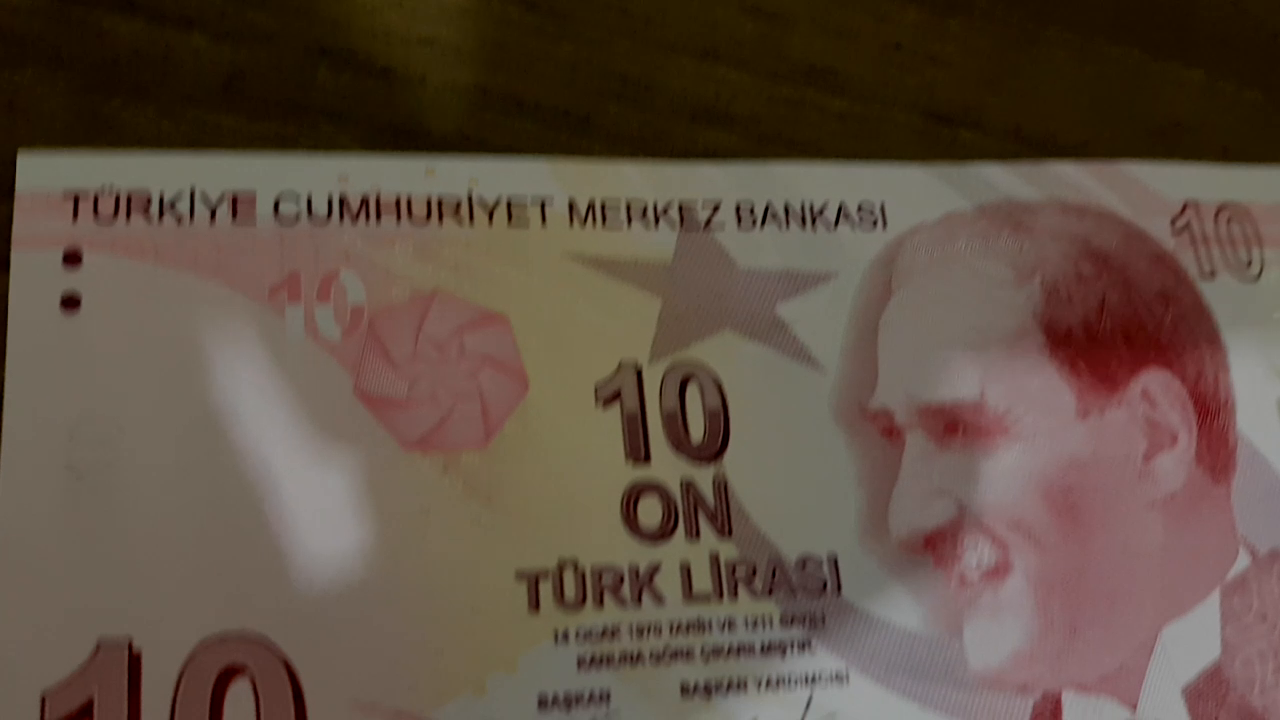 TÜRKİYE CUMHURİYET MERKEZ BANKASI
10
10
10
ON
TÜRK LİRASI
14 OCAK 1970 TARİH VE 1211 SAYILI
KANUNA GÖRE ÇIKARILMIŞTIR
BAŞKAN BAŞKAN YARDIMCISI
10